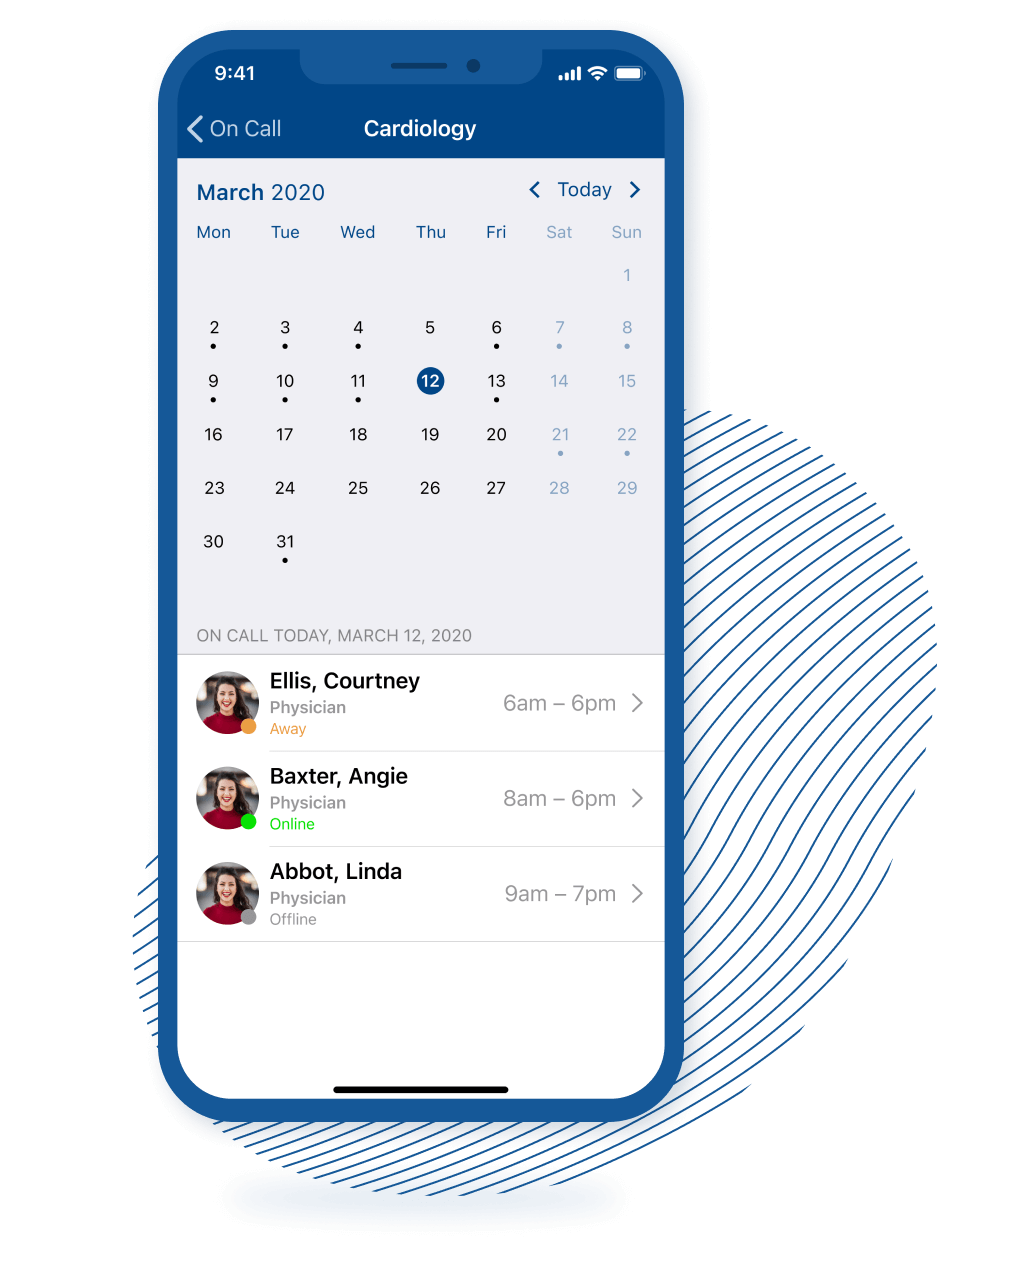 9:41
On Call Cardiology
March 2020 Today
Mon Tue Wed Thu Fri Sat Sun
1
2 3 4 5 6 7 8
9 10 11 12 13 14 15
16 17 18 19 20 21 22
23 24 25 26 27 28 29
30 31
ON CALL TODAY, MARCH 12, 2020
Ellis, Courtney
Physician
6am – 6pm
Away
Baxter, Angie
Physician
8am – 6pm
Online
Abbot, Linda
Physician
9am – 7pm
Offline